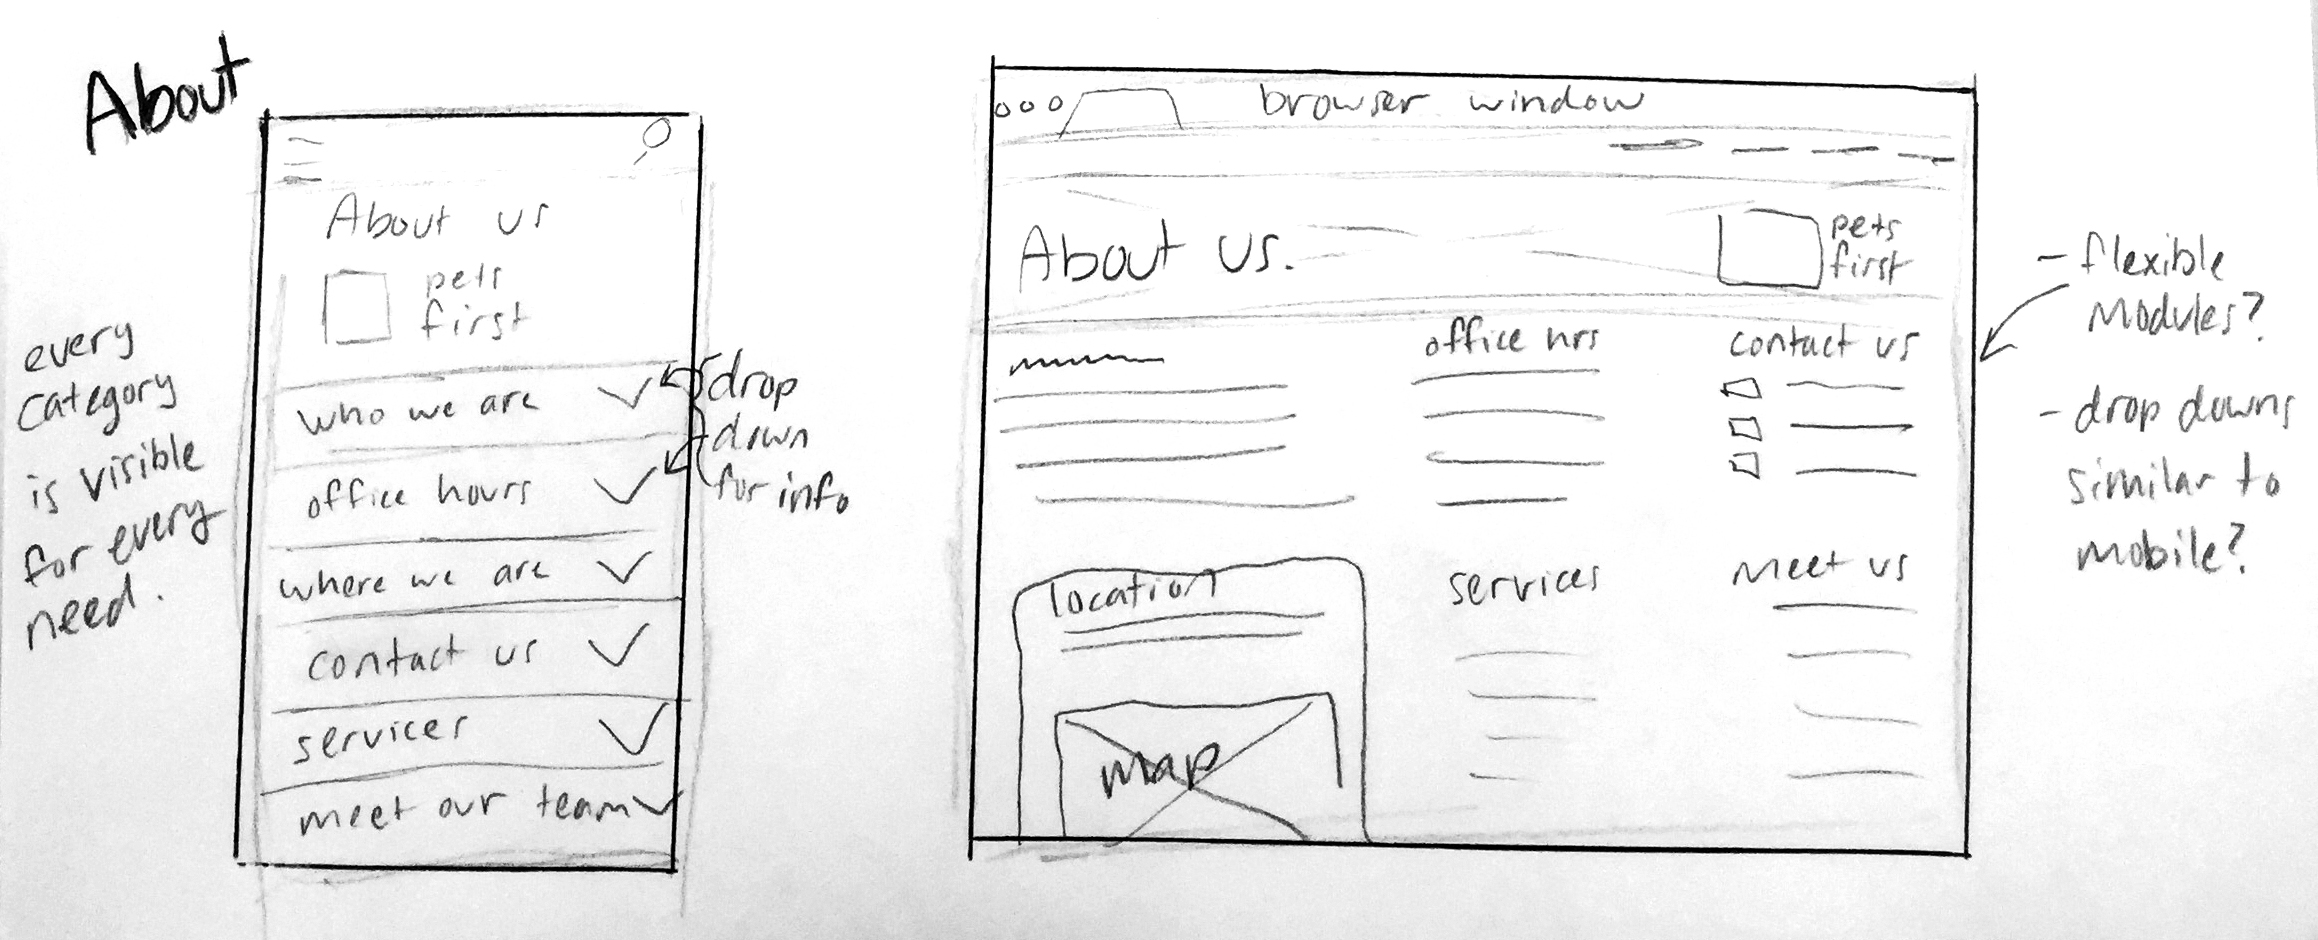 About
About us
pets
first
who we are
office hours
where we are
contact us
services
meet our team
every
category
is visible
for every
need.
drop
down
for info
browser window
About us.
pets
first
office hrs
contact us
location
map
services
meet us
- flexible
modules?
- drop downs
similar to
mobile?